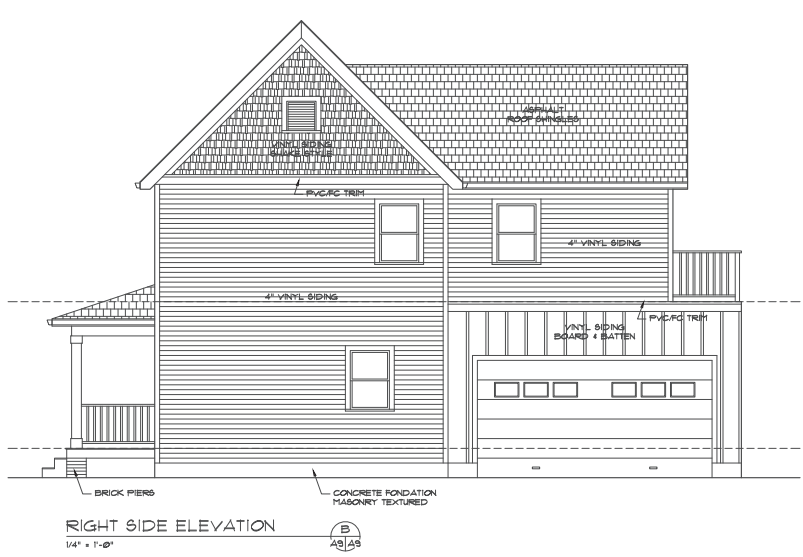 ASPHALT
ROOF SHINGLES
VINYL SIDING
SHAKE STYLE
PVC/FC TRIM
4" VINYL SIDING
4" VINYL SIDING
PVC/FC TRIM
VINYL SIDING
BOARD & BATTEN
BRICK PIERS
CONCRETE FONDATION
MASONRY TEXTURED
RIGHT SIDE ELEVATION
B
1/4" = 1'-0"
A9 A9